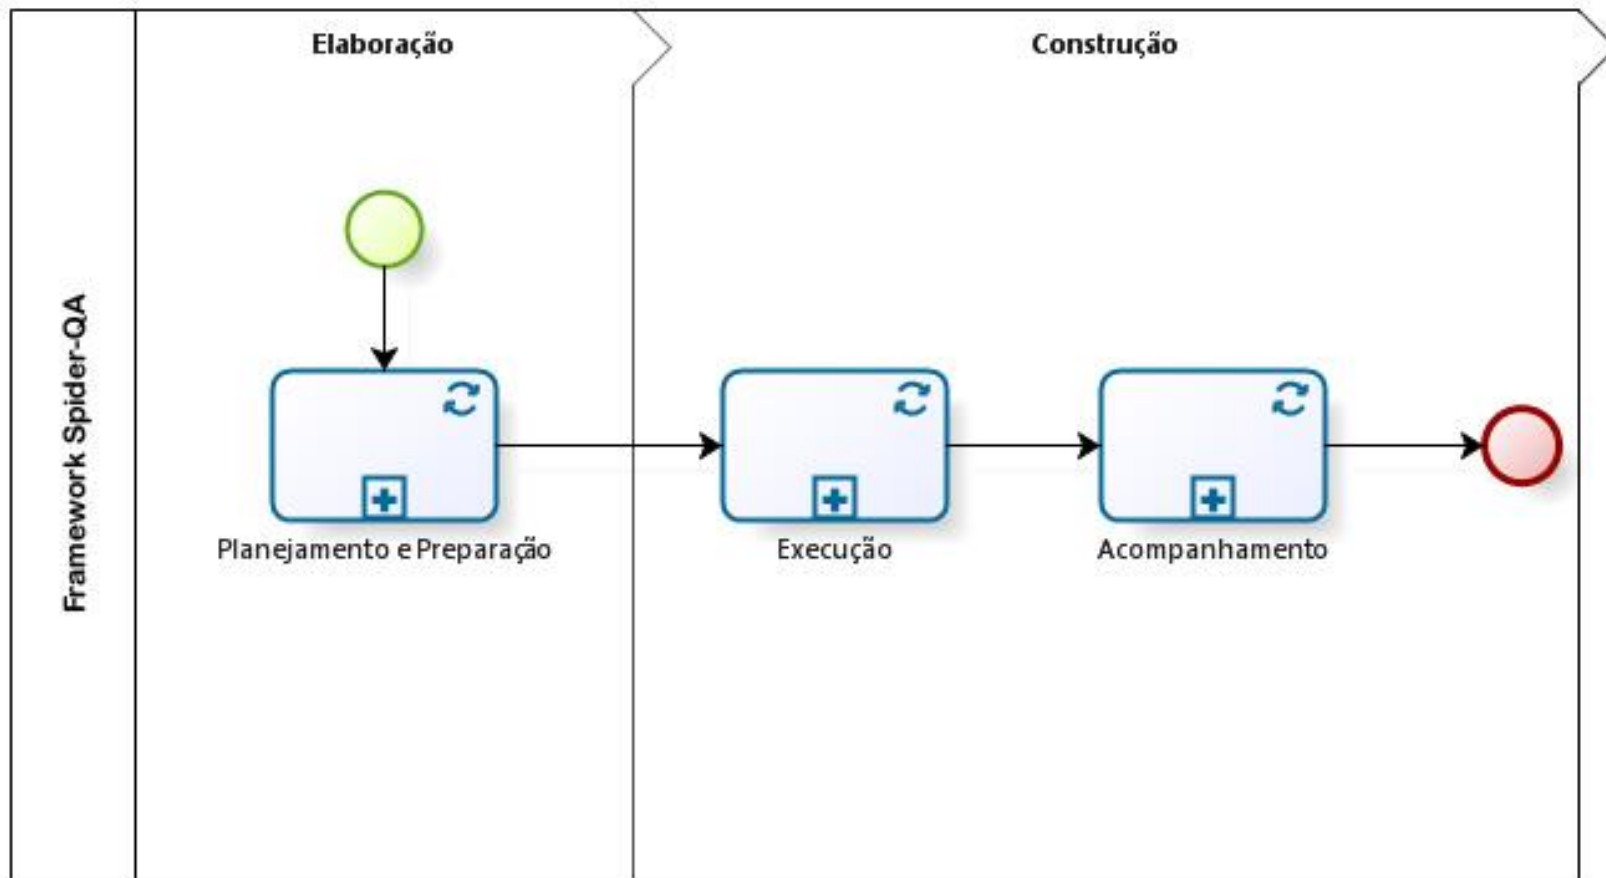 Elaboração
Construção
Framework Spider-QA
Planejamento e Preparação
Execução
Acompanhamento